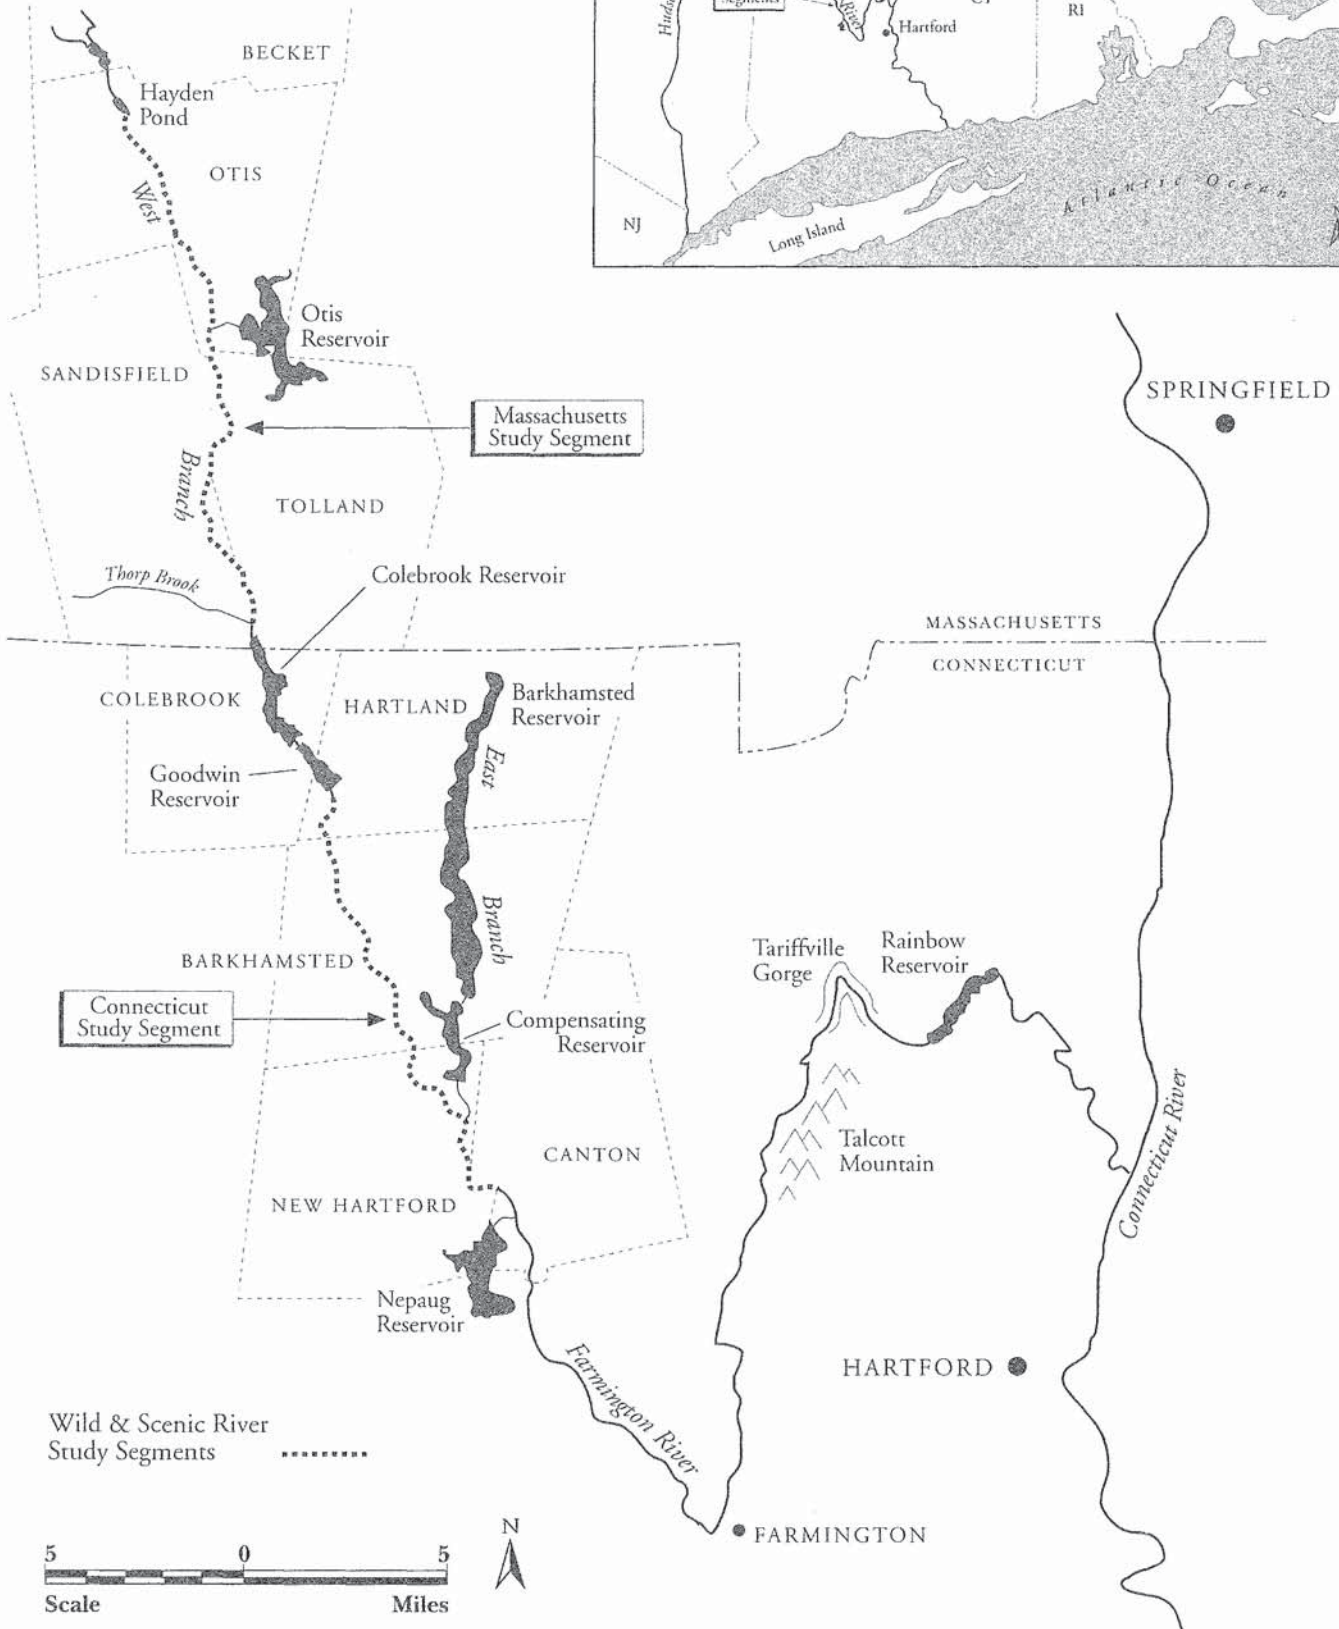 Hartford
RI
NJ
Long Island
Atlantic Ocean
BECKET
Hayden
Pond
OTIS
West
Otis
Reservoir
SANDISFIELD
Massachusetts
Study Segment
SPRINGFIELD
Branch
TOLLAND
Thorp Brook
Colebrook Reservoir
MASSACHUSETTS
CONNECTICUT
COLEBROOK
HARTLAND
Barkhamsted
Reservoir
East
Goodwin
Reservoir
Branch
BARKHAMSTED
Tariffville
Gorge
Rainbow
Reservoir
Connecticut
Study Segment
Compensating
Reservoir
Talcott
Mountain
Connecticut River
CANTON
NEW HARTFORD
Nepaug
Reservoir
Farmington River
HARTFORD
Wild & Scenic River
Study Segments
FARMINGTON
N
5 0 5
Scale Miles